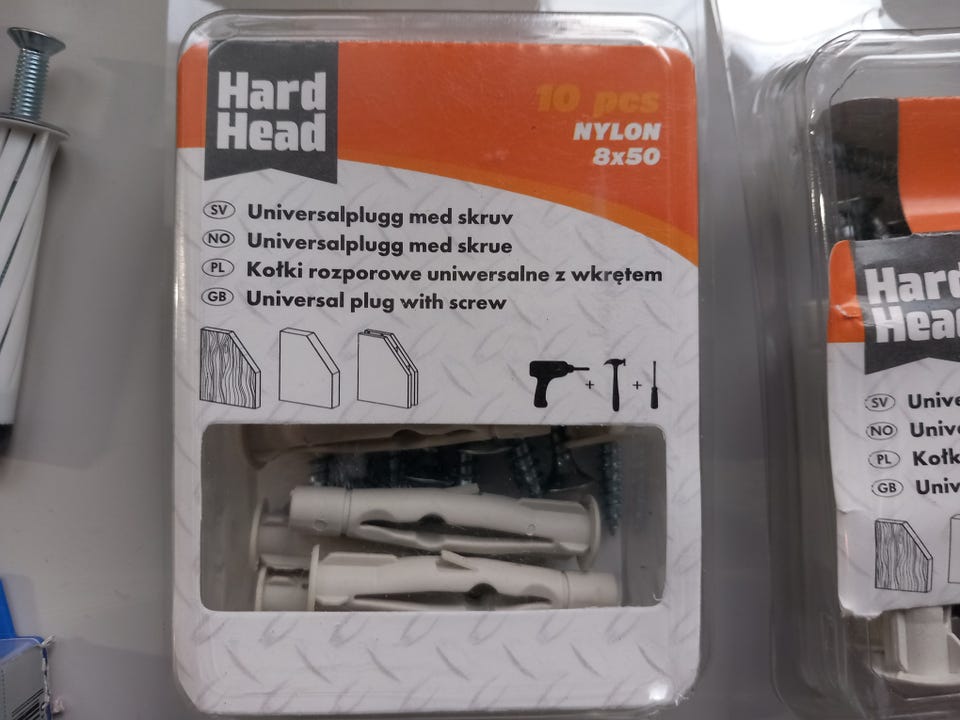 Hard
Head
10 pcs
NYLON
8x50
SV Universalplugg med skruv
NO Universalplugg med skrue
PL Kołki rozporowe uniwersalne z wkrętem
GB Universal plug with screw
+ +
Hard
Head
SV
NO
PL
GB